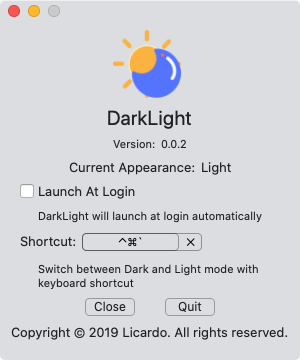 DarkLight
Version: 0.0.2
Current Appearance: Light
Launch At Login
DarkLight will launch at login automatically
Shortcut: ^⌘` ×
Switch between Dark and Light mode with
keyboard shortcut
Close Quit
Copyright © 2019 Licardo. All rights reserved.